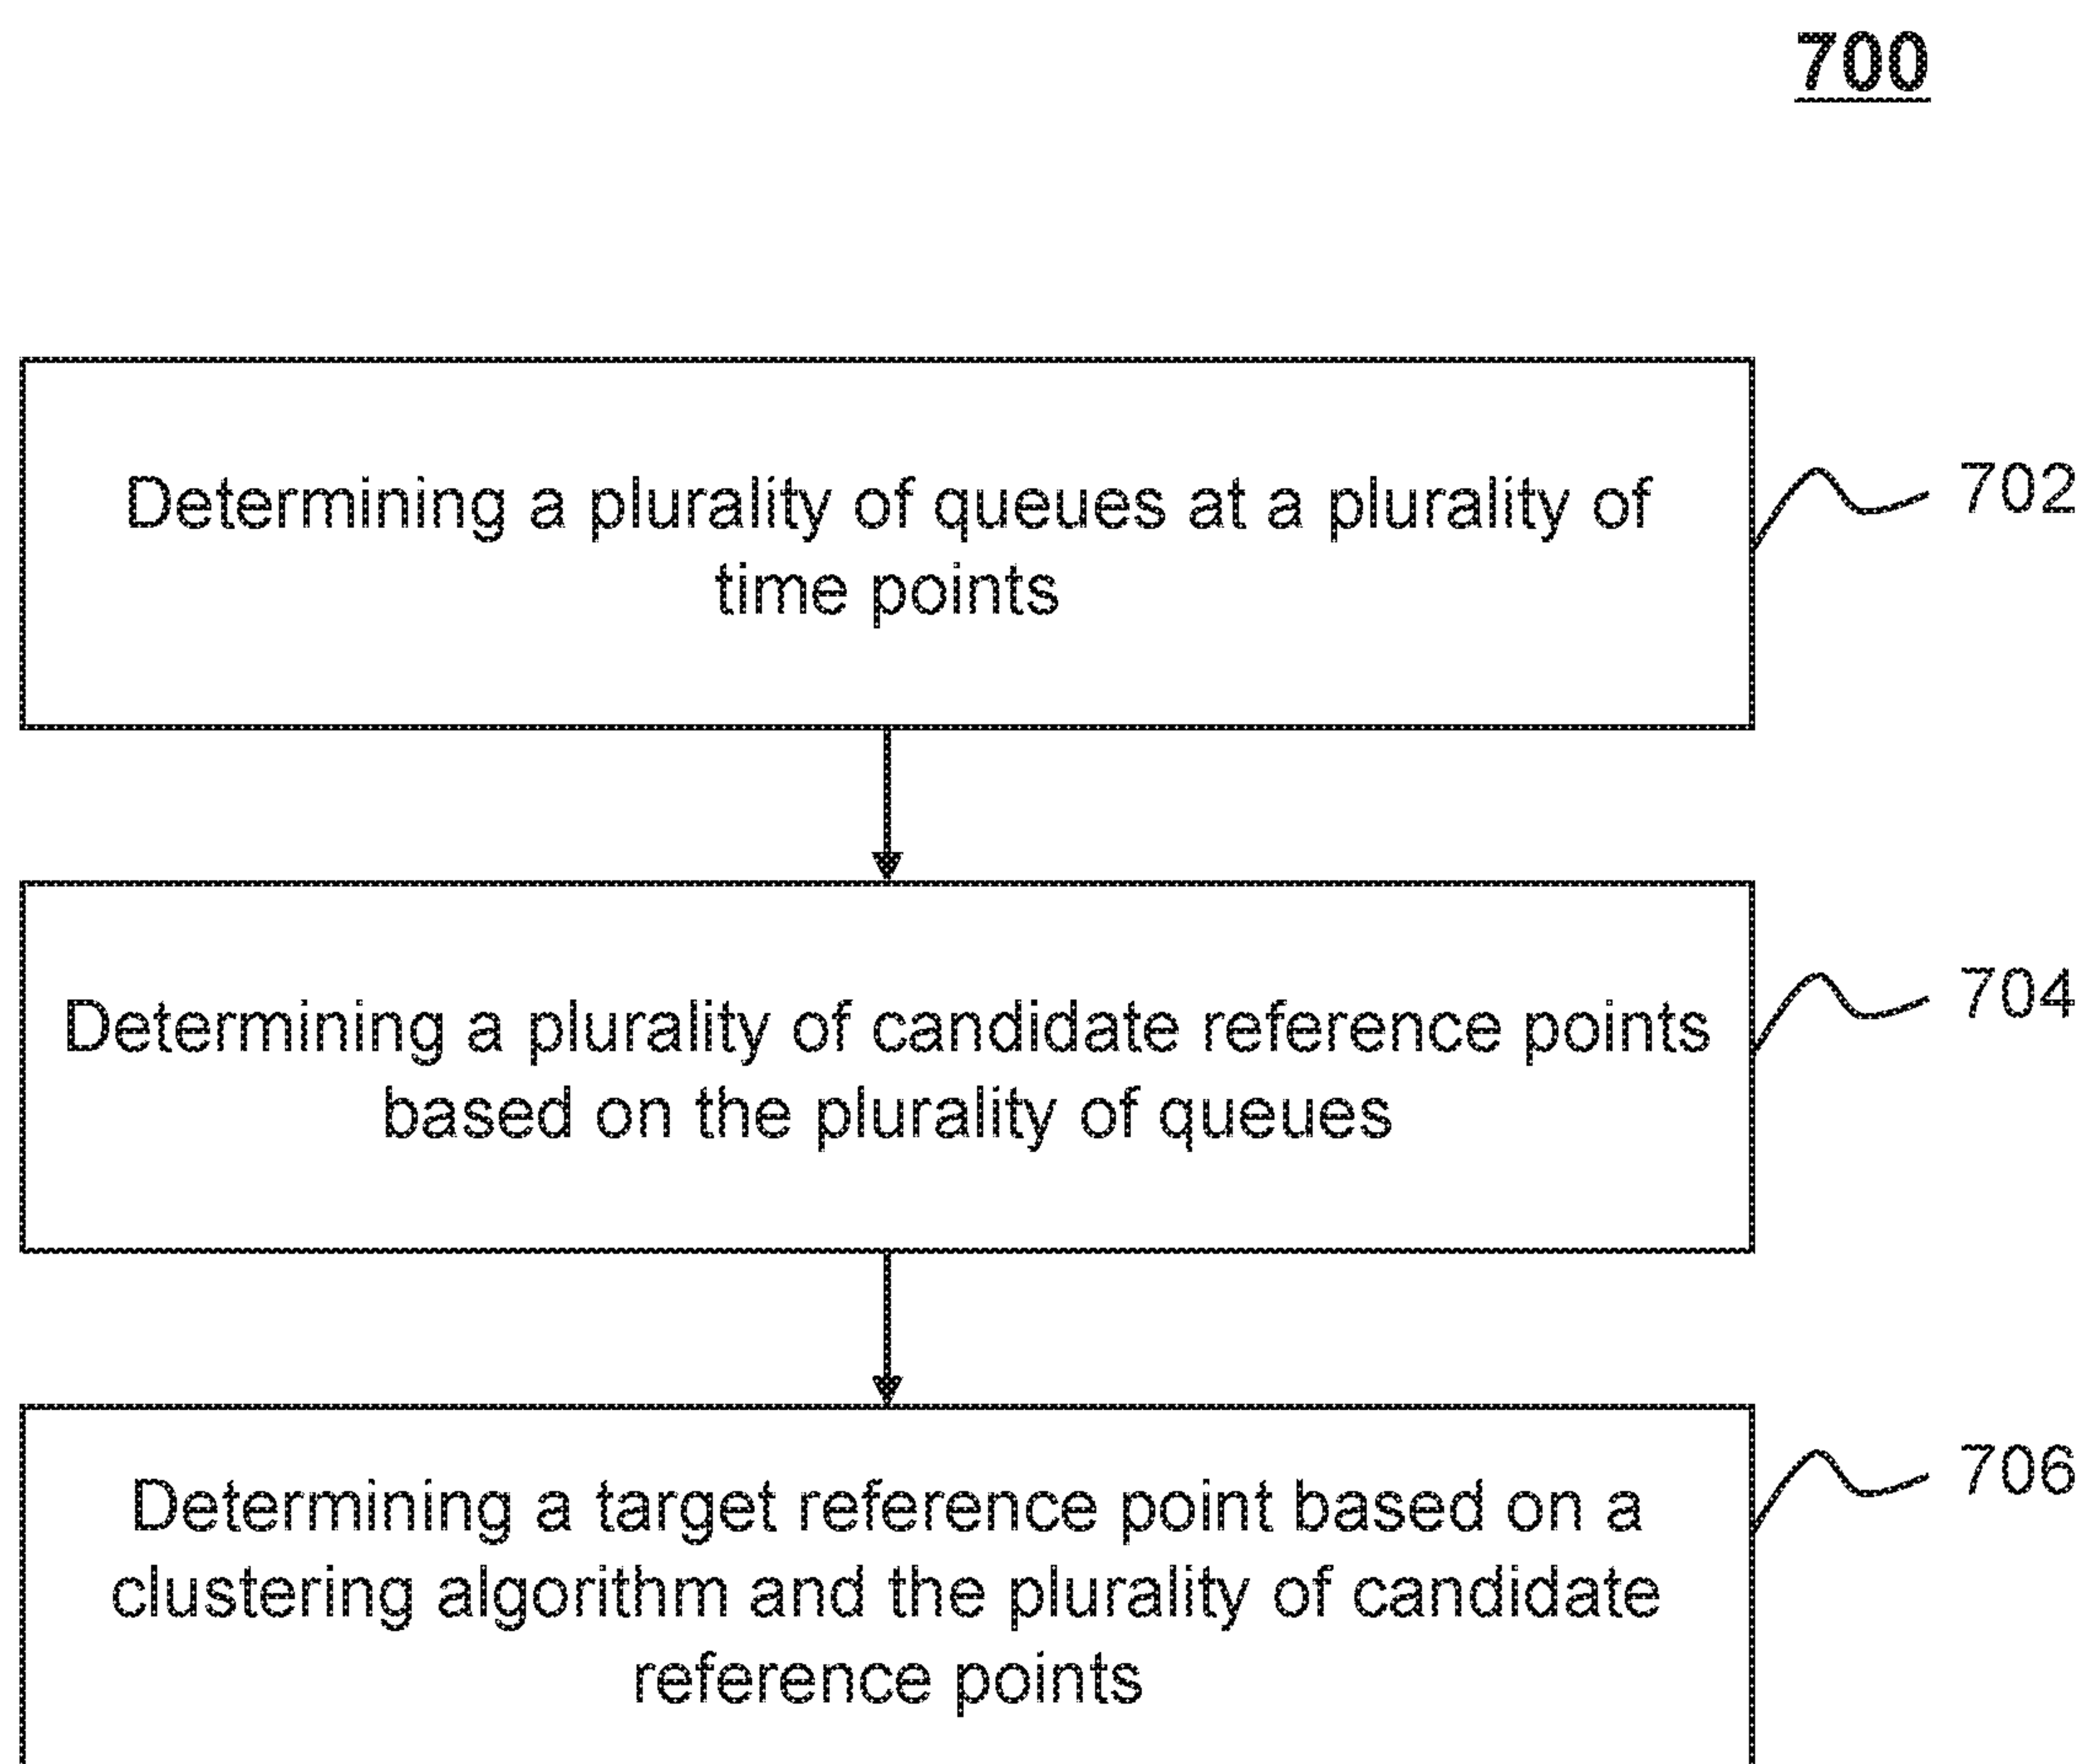 700
Determining a plurality of queues at a plurality of
time points
702
Determining a plurality of candidate reference points
based on the plurality of queues
704
Determining a target reference point based on a
clustering algorithm and the plurality of candidate
reference points
706